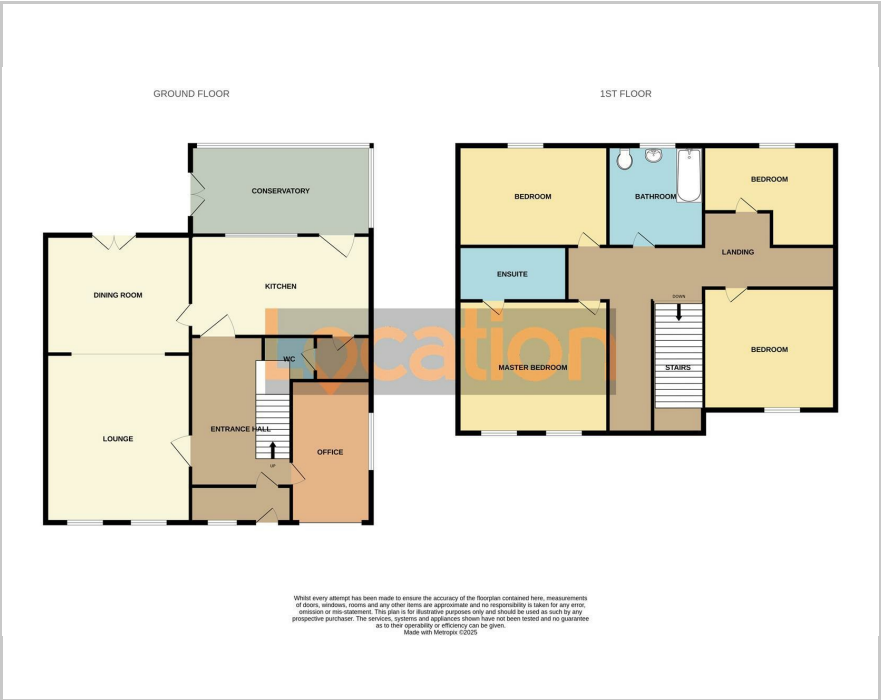 GROUND FLOOR
1ST FLOOR
CONSERVATORY
BEDROOM
BATHROOM
BEDROOM
LANDING
ENSUITE
KITCHEN
DINING ROOM
DOWN
Location
WC
MASTER BEDROOM
STAIRS
BEDROOM
ENTRANCE HALL
LOUNGE
OFFICE
UP
Whilst every attempt has been made to ensure the accuracy of the floorplan contained here, measurements
of doors, windows, rooms and any other items are approximate and no responsibility is taken for any error,
omission or mis-statement. This plan is for illustrative purposes only and should be used as such by any
prospective purchaser. The services, systems and appliances shown have not been tested and no guarantee
as to their operability or efficiency can be given.
Made with Metropix ©2025